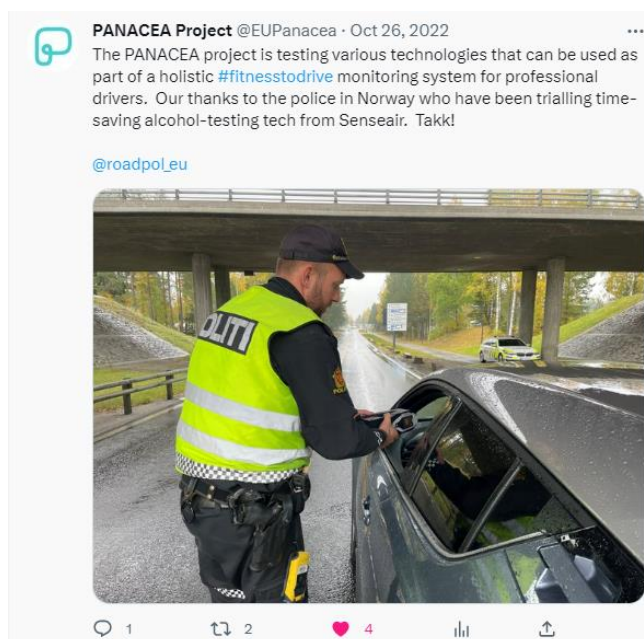 PANACEA Project @EUPanacea · Oct 26, 2022
The PANACEA project is testing various technologies that can be used as
part of a holistic #fitnesstodrive monitoring system for professional
drivers.  Our thanks to the police in Norway who have been trialling time-
saving alcohol-testing tech from Senseair.  Takk!
@roadpol_eu
POLITI
1 2 4